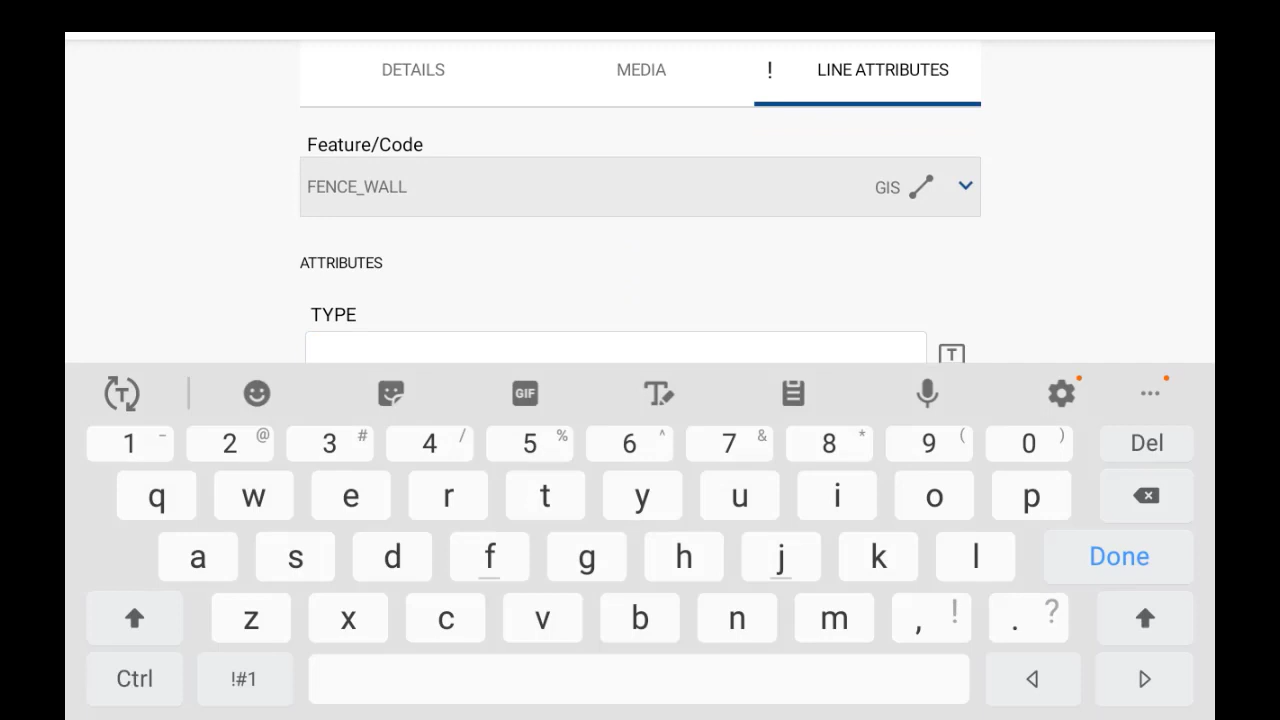 DETAILS MEDIA ! LINE ATTRIBUTES
Feature/Code
FENCE_WALL GIS
ATTRIBUTES
TYPE
T
T GIF T
1 - 2 @ 3 # 4 / 5 % 6 ^ 7 & 8 * 9 ( 0 ) Del
q w e r t y u i o p
a s d f g h j k l Done
z x c v b n m , ! . ?
Ctrl !#1